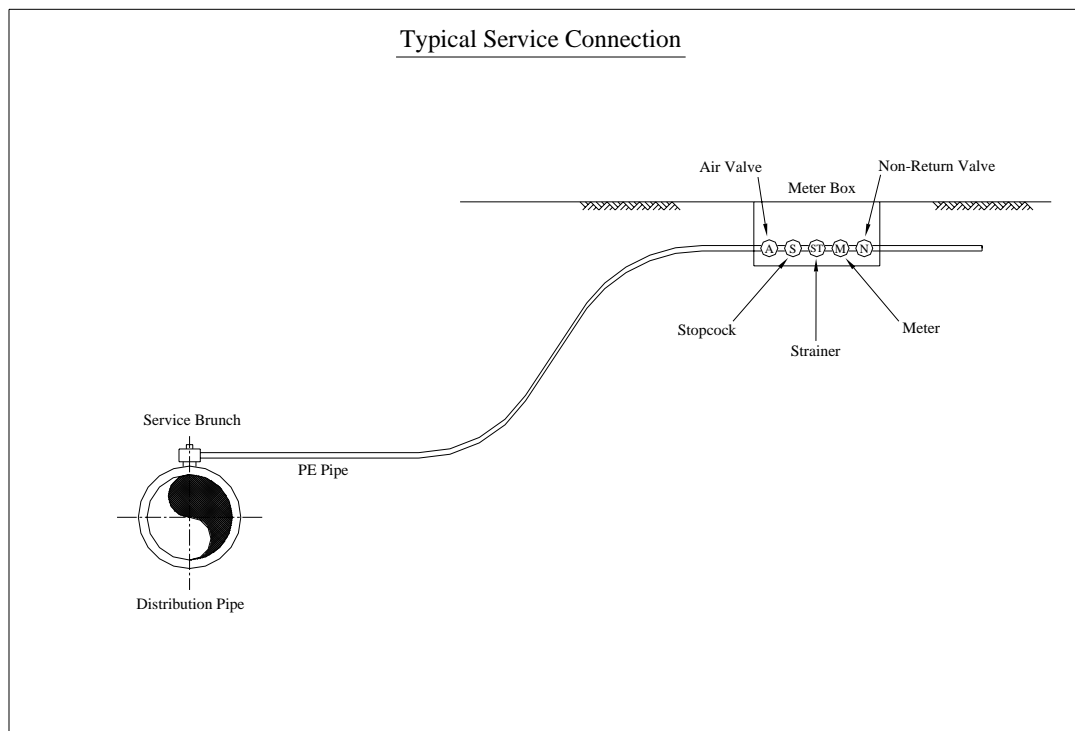 Typical Service Connection
Air Valve
Non-Return Valve
Meter Box
A S ST M N
Stopcock
Meter
Strainer
Service Brunch
PE Pipe
Distribution Pipe